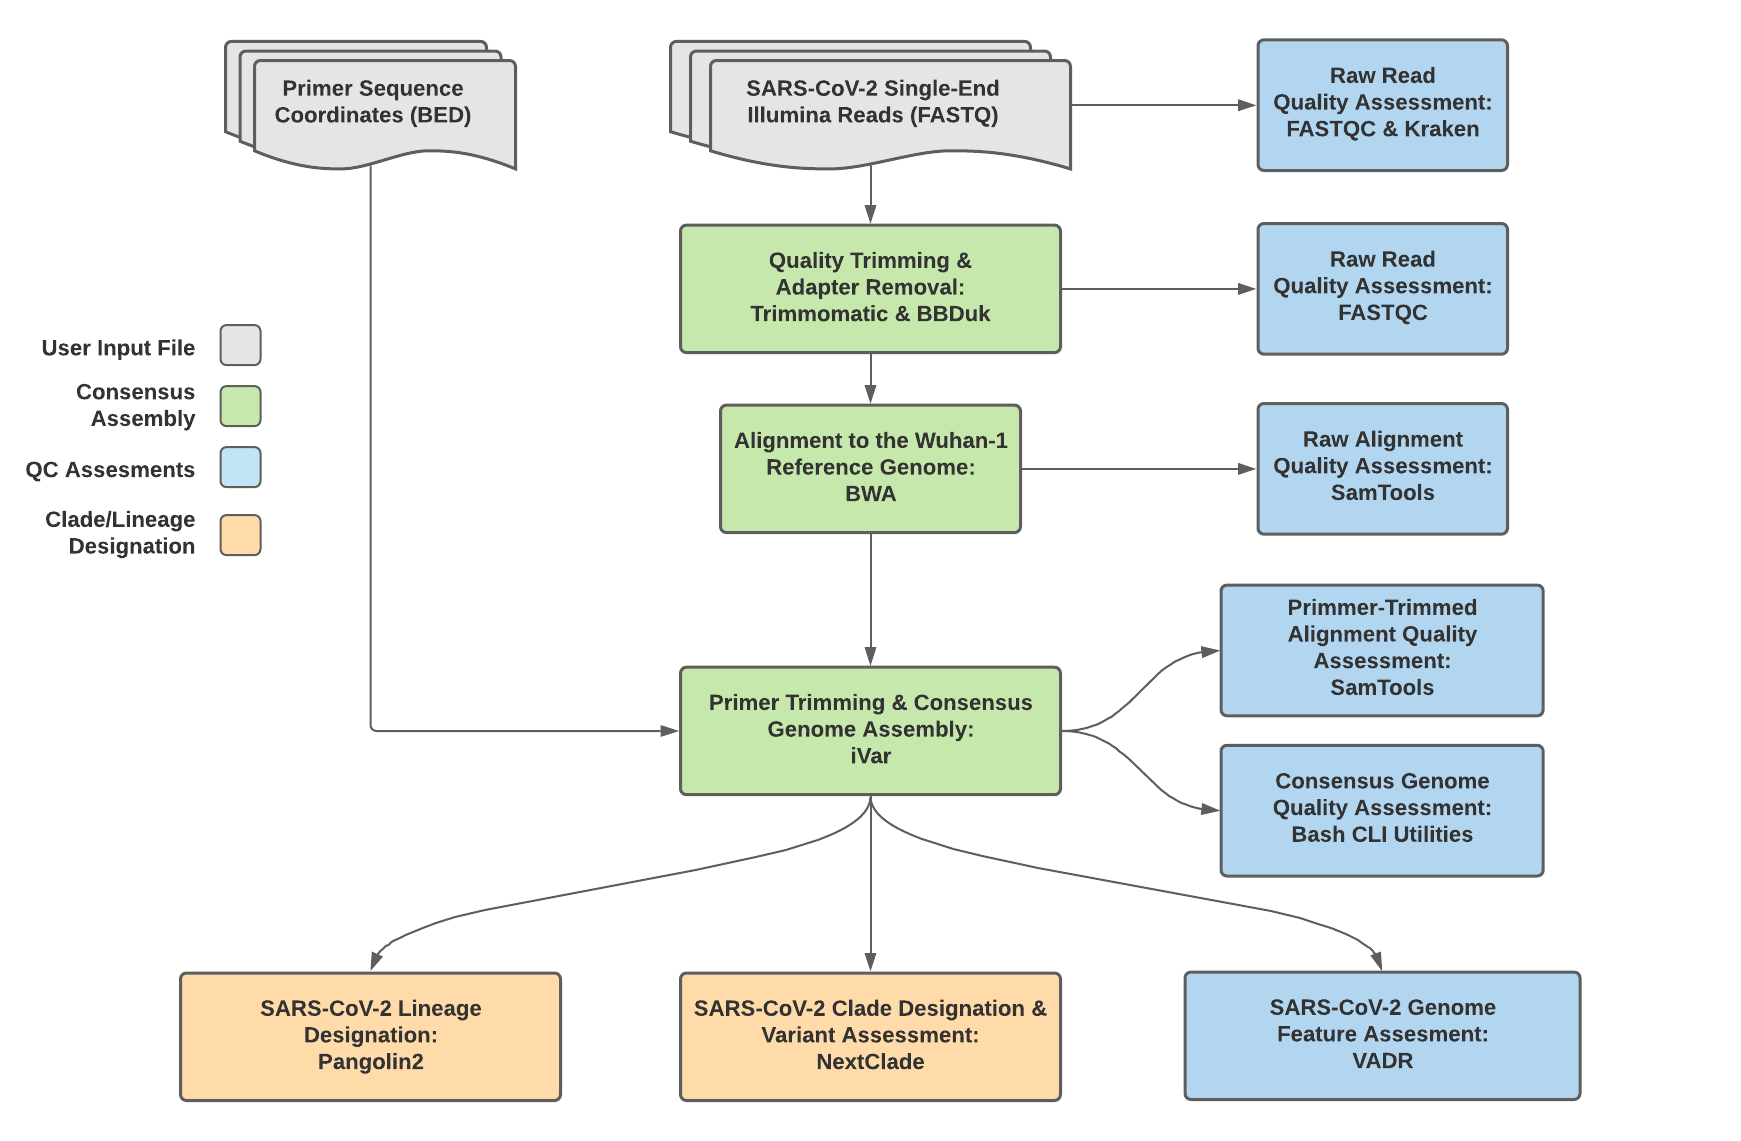 Primer Sequence
Coordinates (BED)
SARS-CoV-2 Single-End
Illumina Reads (FASTQ)
Raw Read
Quality Assessment:
FASTQC & Kraken
Quality Trimming &
Adapter Removal:
Trimmomatic & BBDuk
Raw Read
Quality Assessment:
FASTQC
User Input File
Consensus
Assembly
QC Assesments
Clade/Lineage
Designation
Alignment to the Wuhan-1
Reference Genome:
BWA
Raw Alignment
Quality Assessment:
SamTools
Primmer-Trimmed
Alignment Quality
Assessment:
SamTools
Primer Trimming & Consensus
Genome Assembly:
iVar
Consensus Genome
Quality Assessment:
Bash CLI Utilities
SARS-CoV-2 Lineage
Designation:
Pangolin2
SARS-CoV-2 Clade Designation &
Variant Assessment:
NextClade
SARS-CoV-2 Genome
Feature Assesment:
VADR